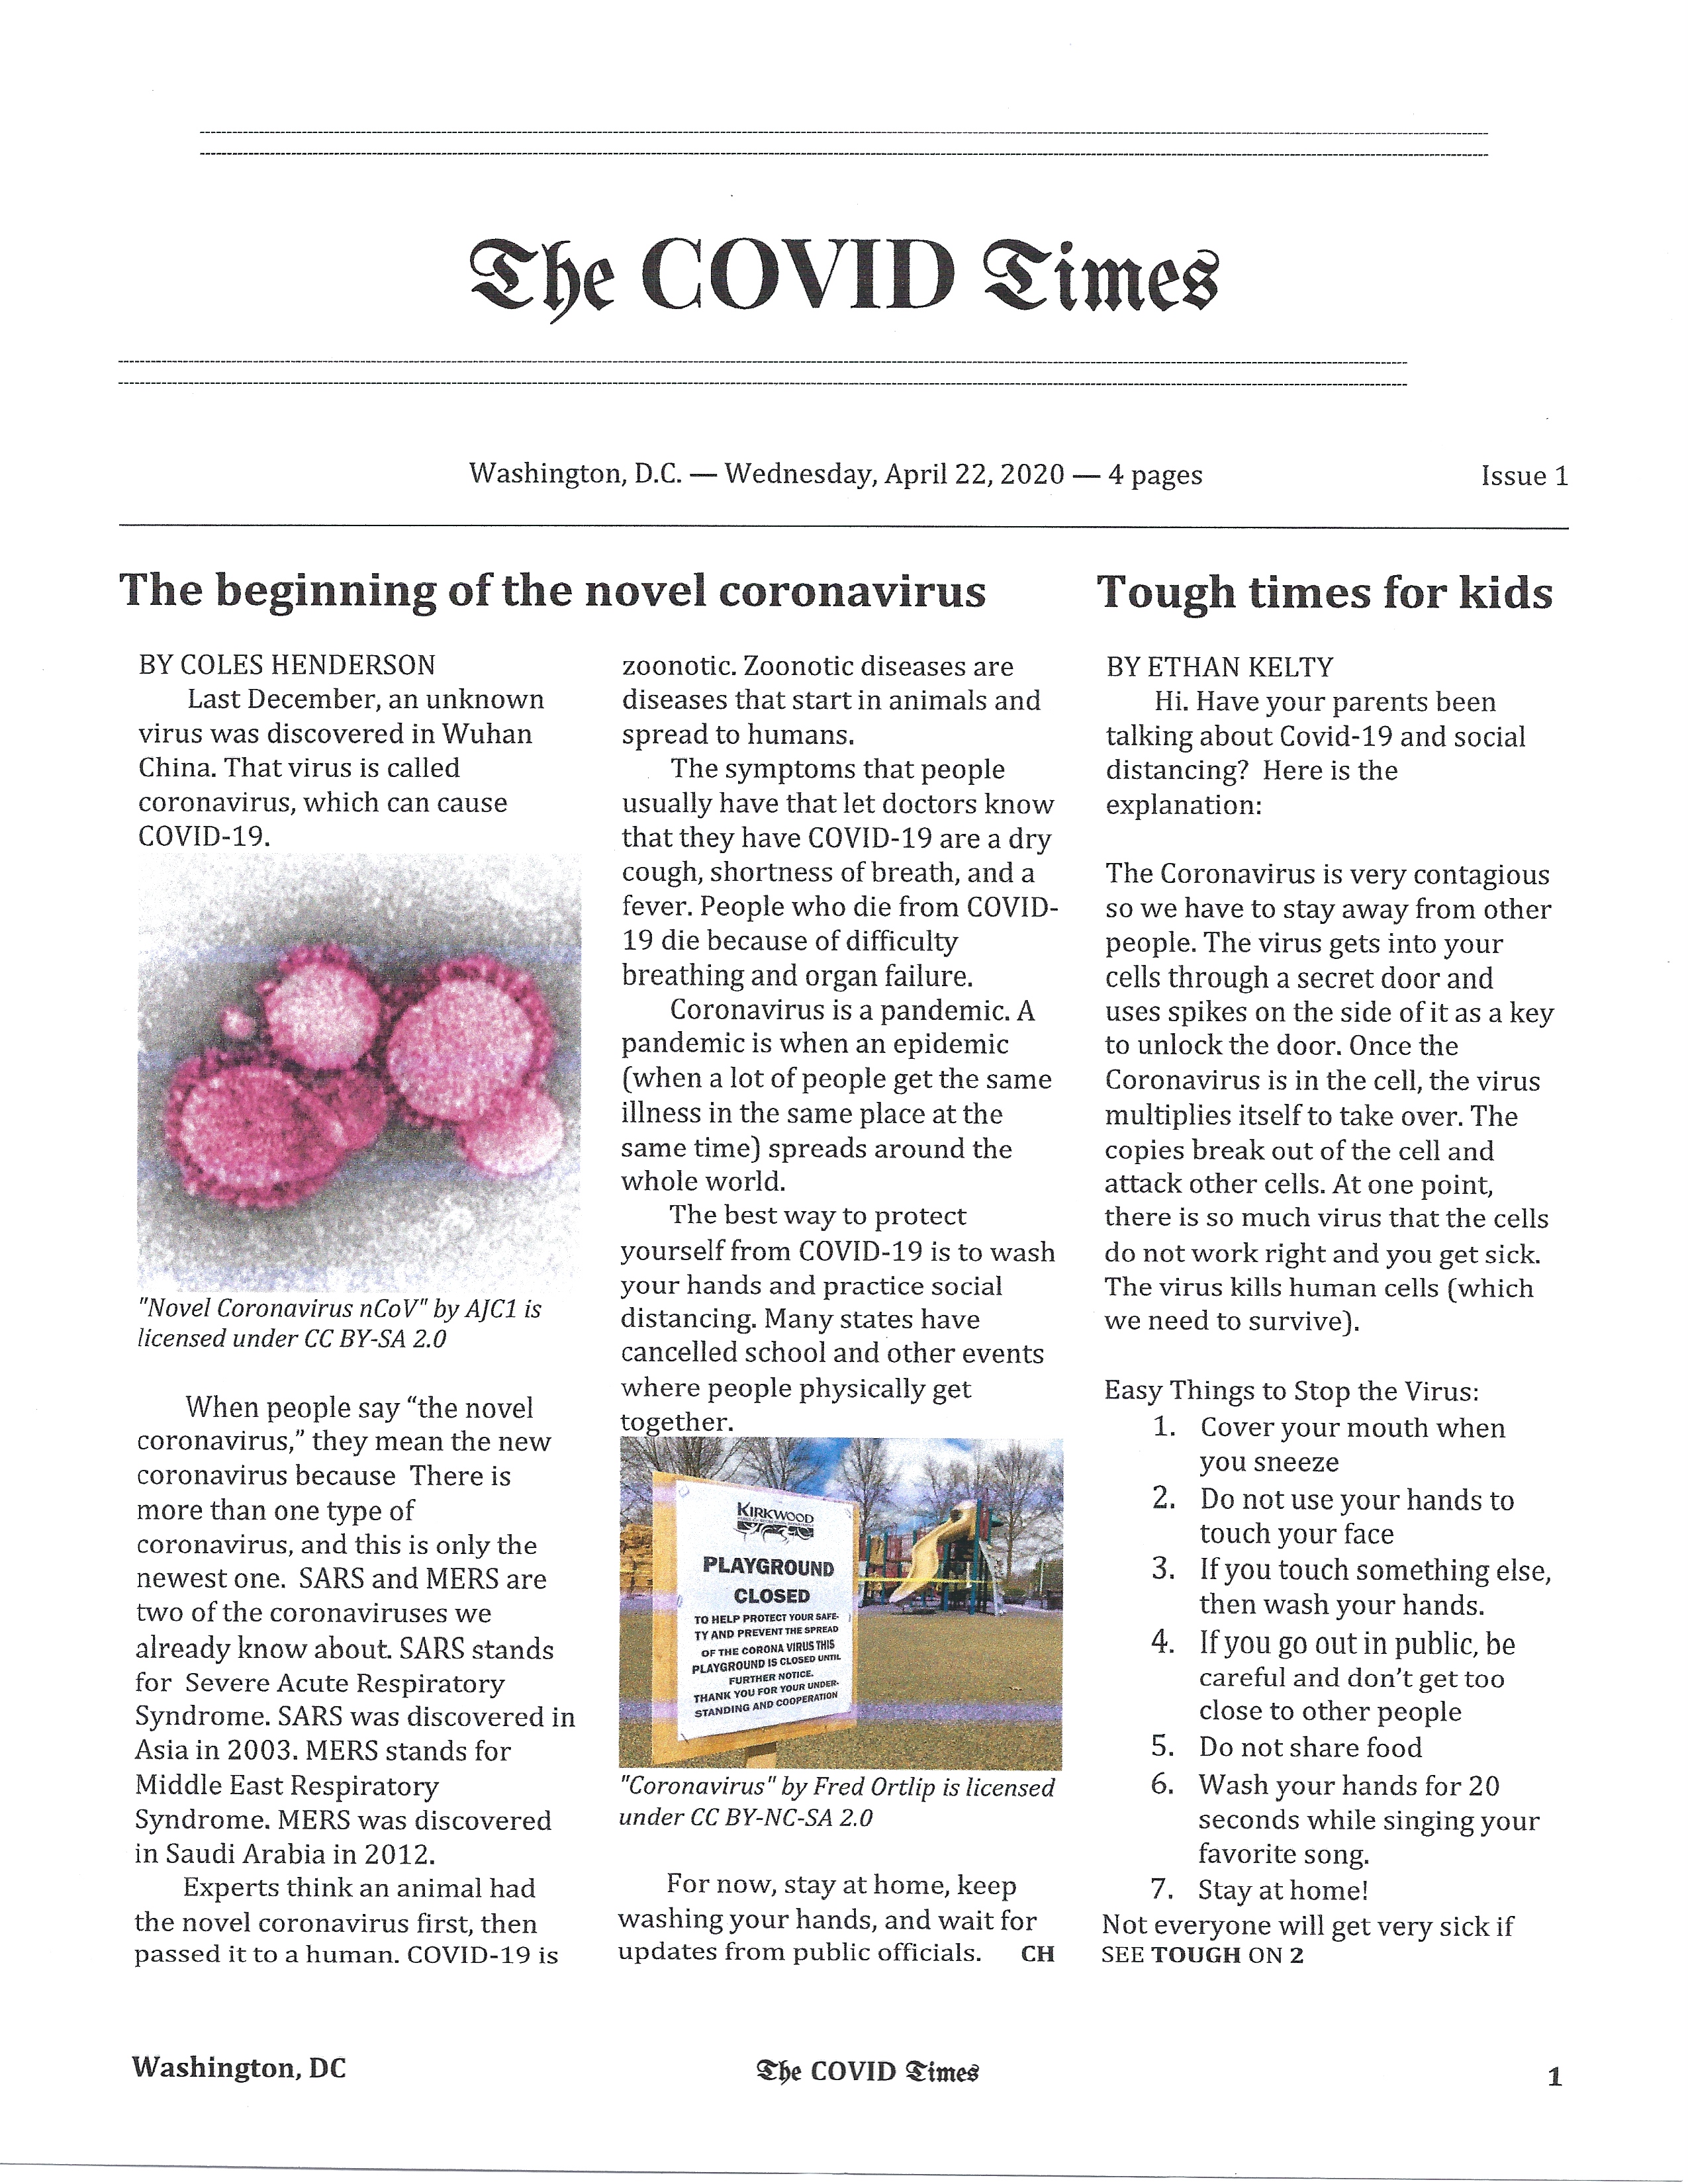 The COVID Times
Washington, D.C. — Wednesday, April 22, 2020 — 4 pages
Issue 1
The beginning of the novel coronavirus
BY COLES HENDERSON
Last December, an unknown
virus was discovered in Wuhan
China. That virus is called
coronavirus, which can cause
COVID-19.
"Novel Coronavirus nCoV" by AJC1 is
licensed under CC BY-SA 2.0
When people say “the novel
coronavirus,” they mean the new
coronavirus because  There is
more than one type of
coronavirus, and this is only the
newest one.  SARS and MERS are
two of the coronaviruses we
already know about. SARS stands
for  Severe Acute Respiratory
Syndrome. SARS was discovered in
Asia in 2003. MERS stands for
Middle East Respiratory
Syndrome. MERS was discovered
in Saudi Arabia in 2012.
Experts think an animal had
the novel coronavirus first, then
passed it to a human. COVID-19 is
zoonotic. Zoonotic diseases are
diseases that start in animals and
spread to humans.
The symptoms that people
usually have that let doctors know
that they have COVID-19 are a dry
cough, shortness of breath, and a
fever. People who die from COVID-
19 die because of difficulty
breathing and organ failure.
Coronavirus is a pandemic. A
pandemic is when an epidemic
(when a lot of people get the same
illness in the same place at the
same time) spreads around the
whole world.
The best way to protect
yourself from COVID-19 is to wash
your hands and practice social
distancing. Many states have
cancelled school and other events
where people physically get
together.
KIRKWOOD
PLAYGROUND
CLOSED
TO HELP PROTECT YOUR SAFE-
TY AND PREVENT THE SPREAD
OF THE CORONA VIRUS THIS
PLAYGROUND IS CLOSED UNTIL
FURTHER NOTICE.
THANK YOU FOR YOUR UNDER-
STANDING AND COOPERATION
"Coronavirus" by Fred Ortlip is licensed
under CC BY-NC-SA 2.0
For now, stay at home, keep
washing your hands, and wait for
updates from public officials. CH
Tough times for kids
BY ETHAN KELTY
Hi. Have your parents been
talking about Covid-19 and social
distancing?  Here is the
explanation:
The Coronavirus is very contagious
so we have to stay away from other
people. The virus gets into your
cells through a secret door and
uses spikes on the side of it as a key
to unlock the door. Once the
Coronavirus is in the cell, the virus
multiplies itself to take over. The
copies break out of the cell and
attack other cells. At one point,
there is so much virus that the cells
do not work right and you get sick.
The virus kills human cells (which
we need to survive).
Easy Things to Stop the Virus:
1. Cover your mouth when
you sneeze
2. Do not use your hands to
touch your face
3. If you touch something else,
then wash your hands.
4. If you go out in public, be
careful and don't get too
close to other people
5. Do not share food
6. Wash your hands for 20
seconds while singing your
favorite song.
7. Stay at home!
Not everyone will get very sick if
SEE TOUGH ON 2
Washington, DC
The COVID Times
1